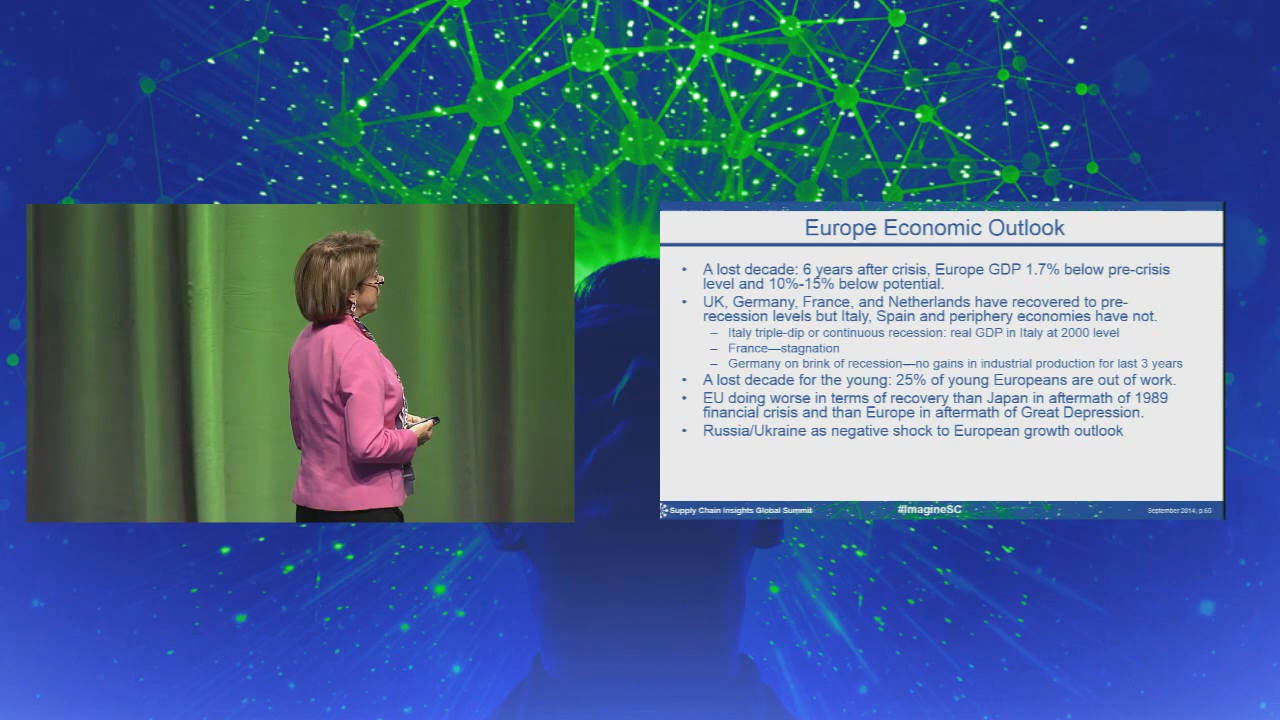 Europe Economic Outlook
• A lost decade: 6 years after crisis, Europe GDP 1.7% below pre-crisis
level and 10%-15% below potential.
• UK, Germany, France, and Netherlands have recovered to pre-
recession levels but Italy, Spain and periphery economies have not.
– Italy triple-dip or continuous recession: real GDP in Italy at 2000 level
– France—stagnation
– Germany on brink of recession—no gains in industrial production for last 3 years
• A lost decade for the young: 25% of young Europeans are out of work.
• EU doing worse in terms of recovery than Japan in aftermath of 1989
financial crisis and than Europe in aftermath of Great Depression.
• Russia/Ukraine as negative shock to European growth outlook
Supply Chain Insights Global Summit
#ImagineSC
September 2014, p.60